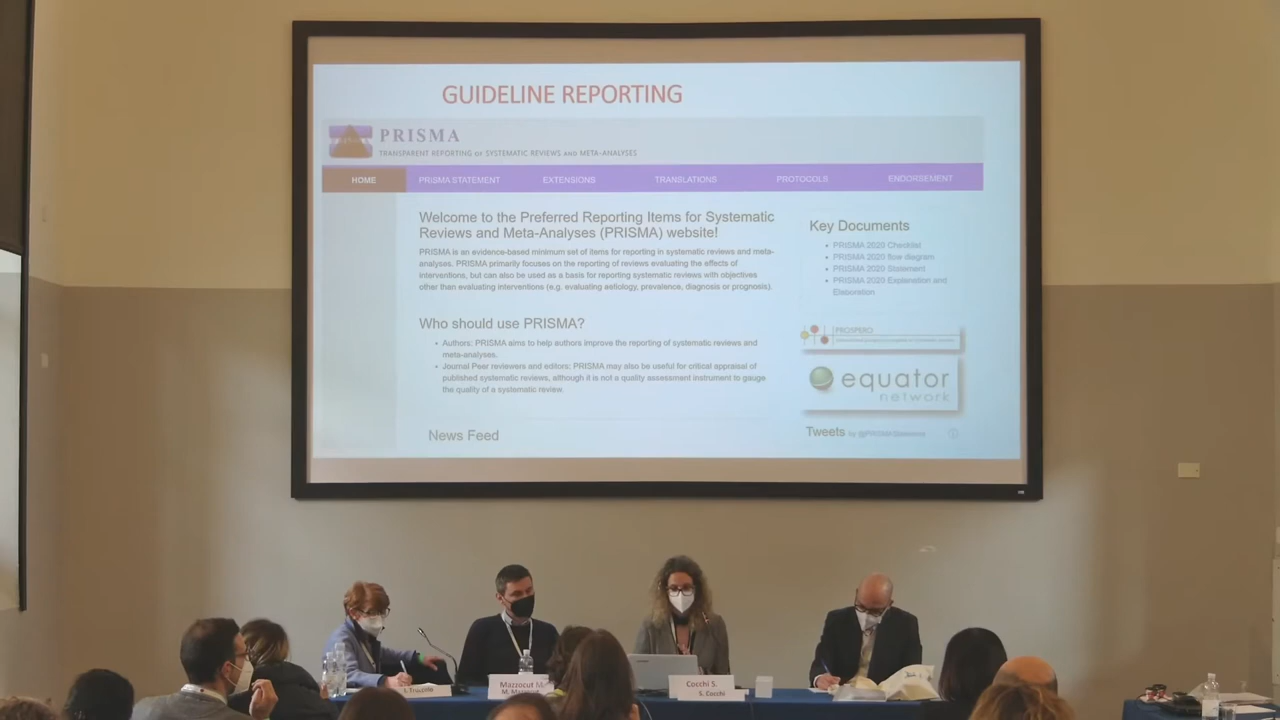 GUIDELINE REPORTING
PRISMA
TRANSPARENT REPORTING OF SYSTEMATIC REVIEWS AND META-ANALYSES
HOME PRISMA STATEMENT EXTENSIONS TRANSLATIONS PROTOCOLS ENDORSEMENT
Welcome to the Preferred Reporting Items for Systematic
Reviews and Meta-Analyses (PRISMA) website!
PRISMA is an evidence-based minimum set of items for reporting in systematic reviews and meta-
analyses. PRISMA primarily focuses on the reporting of reviews evaluating the effects of
interventions, but can also be used as a basis for reporting systematic reviews with objectives
other than evaluating interventions (e.g. evaluating aetiology, prevalence, diagnosis or prognosis).
Who should use PRISMA?
• Authors: PRISMA aims to help authors improve the reporting of systematic reviews and
meta-analyses.
• Journal Peer reviewers and editors: PRISMA may also be useful for critical appraisal of
published systematic reviews, although it is not a quality assessment instrument to gauge
the quality of a systematic review.
News Feed
Key Documents
• PRISMA 2020 Checklist
• PRISMA 2020 flow diagram
• PRISMA 2020 Statement
• PRISMA 2020 Explanation and
Elaboration
PROSPERO
equator
network
Tweets by @PRISMAStatement
Mazzocut M.
Cocchi S.
S. Cocchi